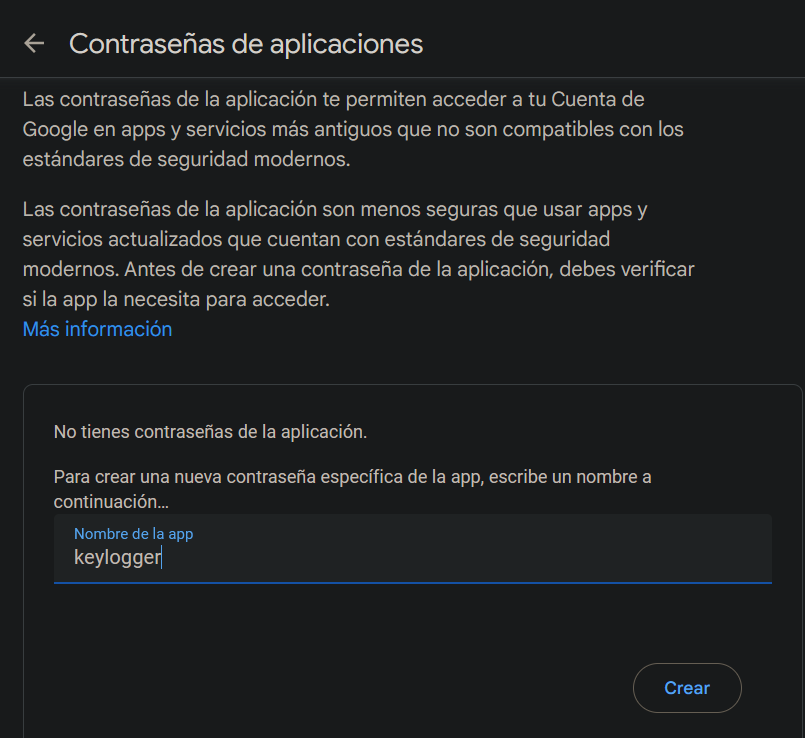 Contraseñas de aplicaciones
Las contraseñas de la aplicación te permiten acceder a tu Cuenta de
Google en apps y servicios más antiguos que no son compatibles con los
estándares de seguridad modernos.
Las contraseñas de la aplicación son menos seguras que usar apps y
servicios actualizados que cuentan con estándares de seguridad
modernos. Antes de crear una contraseña de la aplicación, debes verificar
si la app la necesita para acceder.
Más información
No tienes contraseñas de la aplicación.
Para crear una nueva contraseña específica de la app, escribe un nombre a
continuación…
Nombre de la app
keylogger
Crear